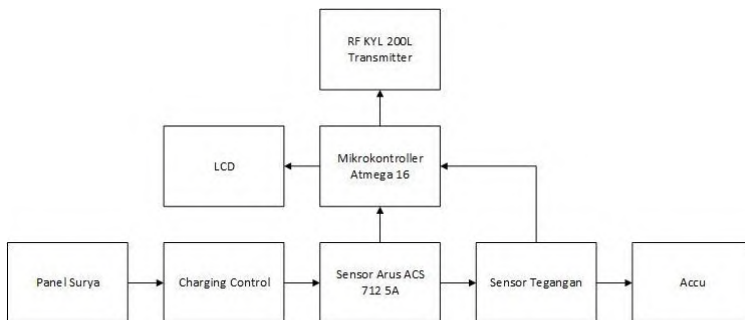 RF KYL 200L
Transmitter
LCD
Mikrokontroller
Atmega 16
Panel Surya
Charging Control
Sensor Arus ACS
712 5A
Sensor Tegangan
Accu